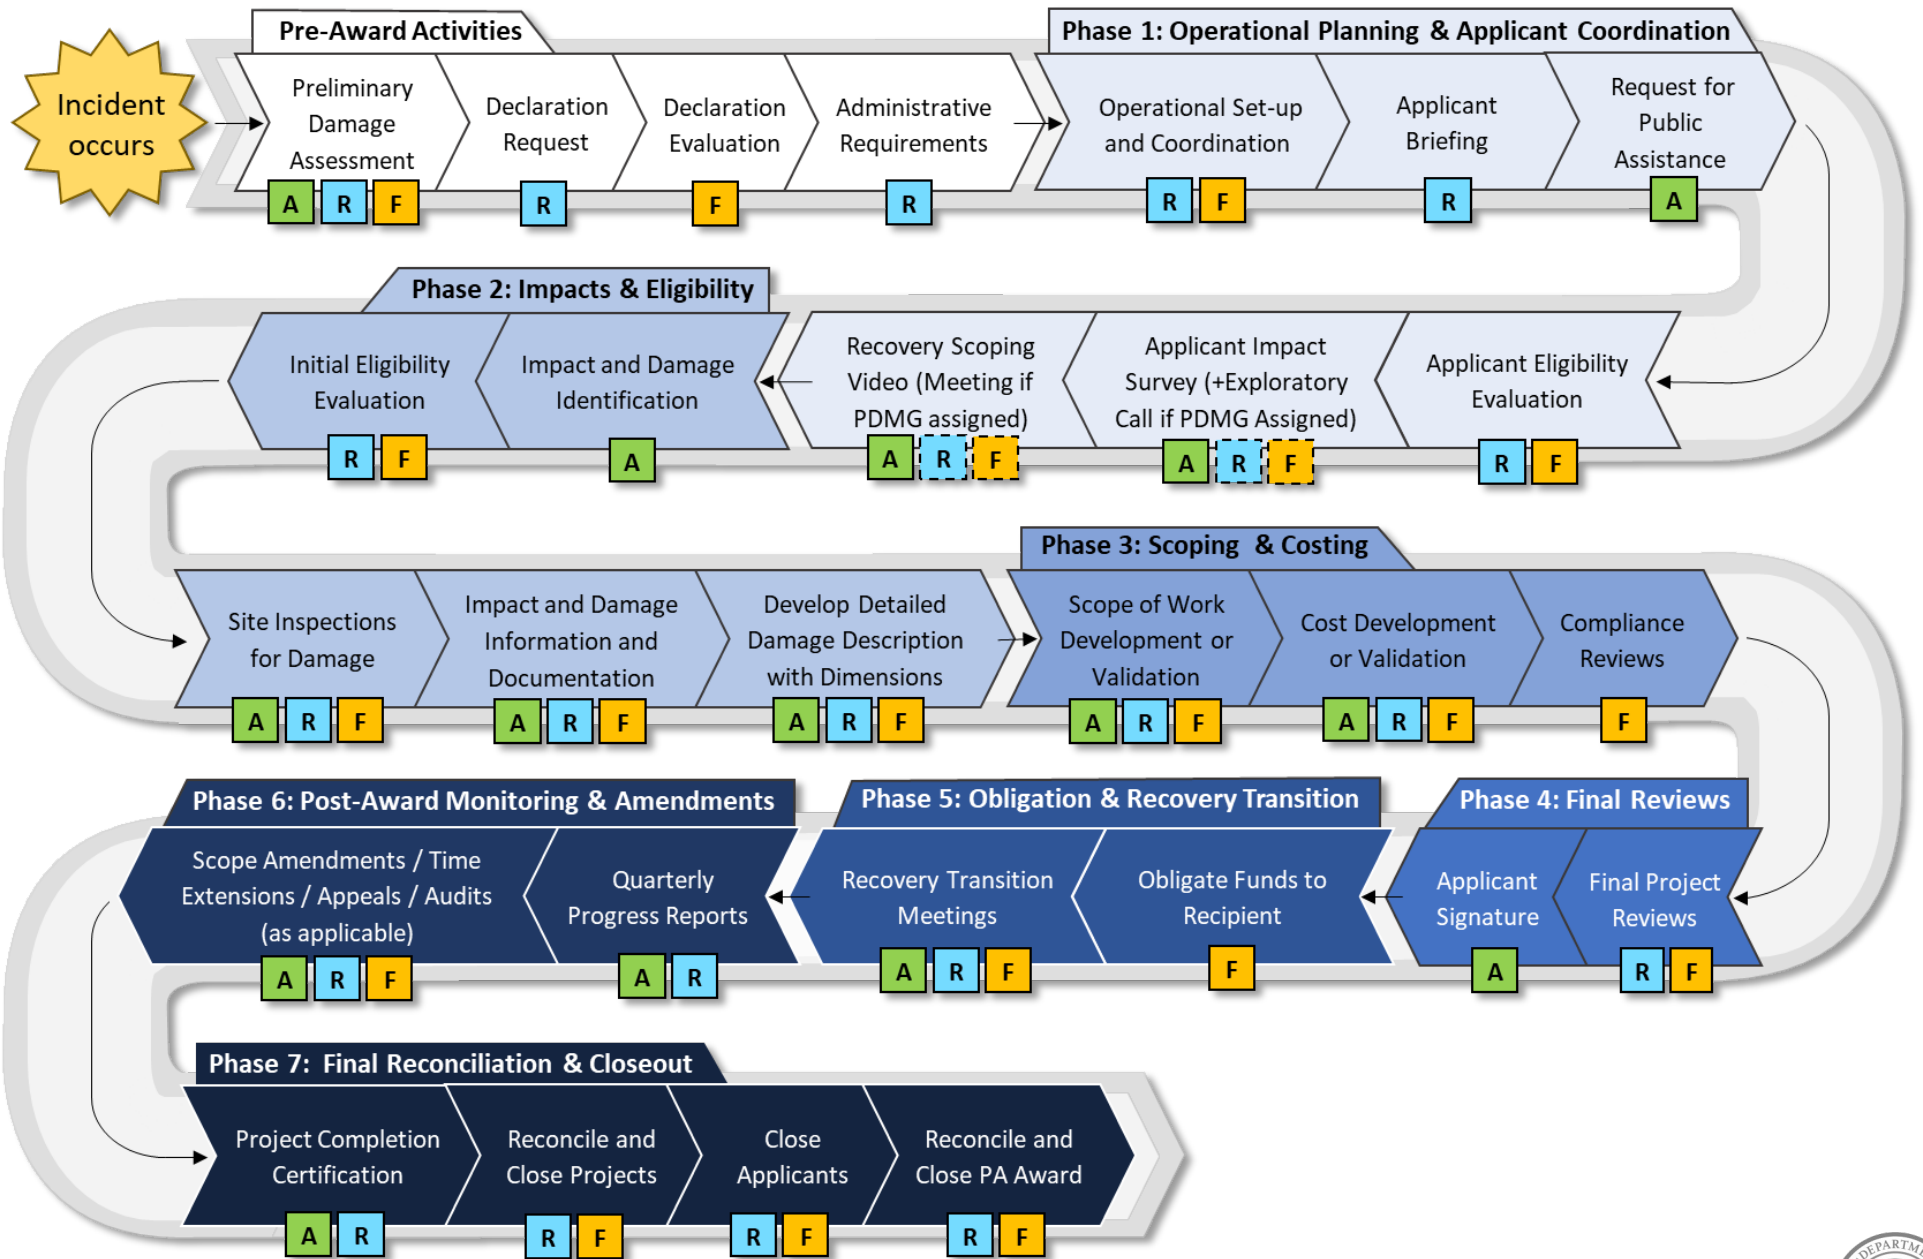 Incident
occurs
Pre-Award Activities
Preliminary
Damage
Assessment
A R F
Declaration
Request
R
Declaration
Evaluation
F
Administrative
Requirements
R
Phase 1: Operational Planning & Applicant Coordination
Operational Set-up
and Coordination
R F
Applicant
Briefing
R
Request for
Public
Assistance
A
Applicant Eligibility
Evaluation
R F
Applicant Impact
Survey (+Exploratory
Call if PDMG Assigned)
A R F
Recovery Scoping
Video (Meeting if
PDMG assigned)
A R F
Phase 2: Impacts & Eligibility
Impact and Damage
Identification
A
Initial Eligibility
Evaluation
R F
Site Inspections
for Damage
A R F
Impact and Damage
Information and
Documentation
A R F
Develop Detailed
Damage Description
with Dimensions
A R F
Phase 3: Scoping & Costing
Scope of Work
Development or
Validation
A R F
Cost Development
or Validation
A R F
Compliance
Reviews
F
Phase 4: Final Reviews
Final Project
Reviews
R F
Applicant
Signature
A
Phase 5: Obligation & Recovery Transition
Obligate Funds to
Recipient
F
Recovery Transition
Meetings
A R F
Phase 6: Post-Award Monitoring & Amendments
Quarterly
Progress Reports
A R
Scope Amendments / Time
Extensions / Appeals / Audits
(as applicable)
A R F
Phase 7: Final Reconciliation & Closeout
Project Completion
Certification
A R
Reconcile and
Close Projects
R F
Close
Applicants
R F
Reconcile and
Close PA Award
R F